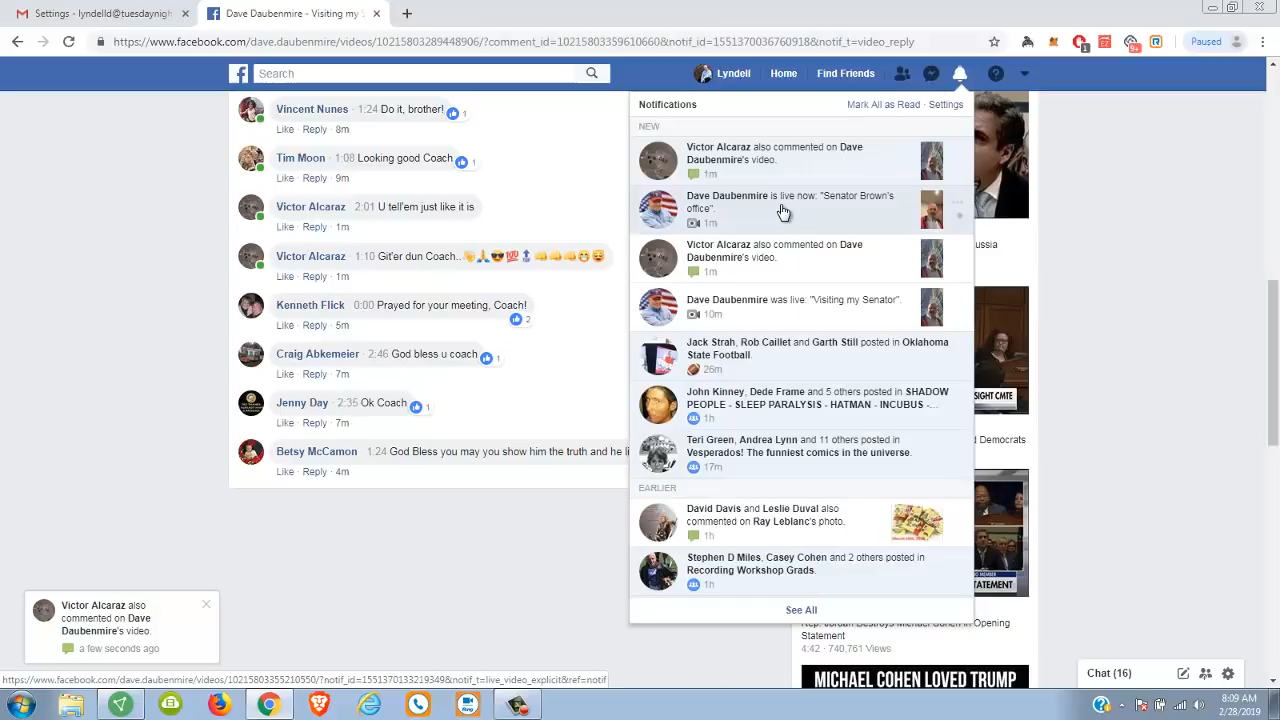 Settings - lyndelld@tuesdaynigh
Dave Daubenmire - Visiting my S
https://www.facebook.com/dave.daubenmire/videos/10215803289448906/?comment_id=10215803359610660&notif_id=1551370036760918&notif_t=video_reply
Paused
Search
Lyndell
Home
Find Friends
Vincent Nunes · 1:24 Do it, brother!
1
Like · Reply · 8m
Tim Moon · 1:08 Looking good Coach
1
Like · Reply · 9m
Victor Alcaraz · 2:01 U tell'em just like it is
Like · Reply · 1m
Victor Alcaraz · 1:10 Git'er dun Coach..👋🙏😎💯⬆
Like · Reply · 1m
Kenneth Flick · 0:00 Prayed for your meeting, Coach!
2
Like · Reply · 5m
Craig Abkemeier · 2:46 God bless u coach
1
Like · Reply · 7m
Johnny Day · 2:35 Ok Coach
Like · Reply · 7m
Betsy McCamon · 1:24 God Bless you may you show him the truth and he li
Like · Reply · 4m
Notifications
Mark All as Read · Settings
NEW
Victor Alcaraz also commented on Dave
Daubenmire's video.
1m
Dave Daubenmire is live now: "Senator Brown's
office".
1m
Victor Alcaraz also commented on Dave
Daubenmire's video.
1m
Dave Daubenmire was live: "Visiting my Senator".
10m
Jack Strah, Rob Caillet and Garth Still posted in Oklahoma
State Football.
26m
John Kinney, Dede Frame and 5 others posted in SHADOW
PEOPLE - SLEEP PARALYSIS - HATMAN - INCUBUS -...
1h
Teri Green, Andrea Lynn and 11 others posted in
Vesperados! The funniest comics in the universe.
17m
EARLIER
David Davis and Leslie Duval also
commented on Ray Leblanc's photo.
1h
Stephen D Miles, Casey Cohen and 2 others posted in
Recording Workshop Grads.
1h
See All
ussia
SIGHT CMTE
d Democrats
TATEMENT
Rep. Jordan Destroys Michael Cohen in Opening
Statement
4:42 · 740,761 Views
MICHAEL COHEN LOVED TRUMP
Victor Alcaraz also
commented on Dave
Daubenmire's video.
a few seconds ago
Chat (16)
https://www.facebook.com/dave.daubenmire/videos/10215803383219349/&notif_t=live_video_explicit&ref=notif
8:09 AM
2/28/2019